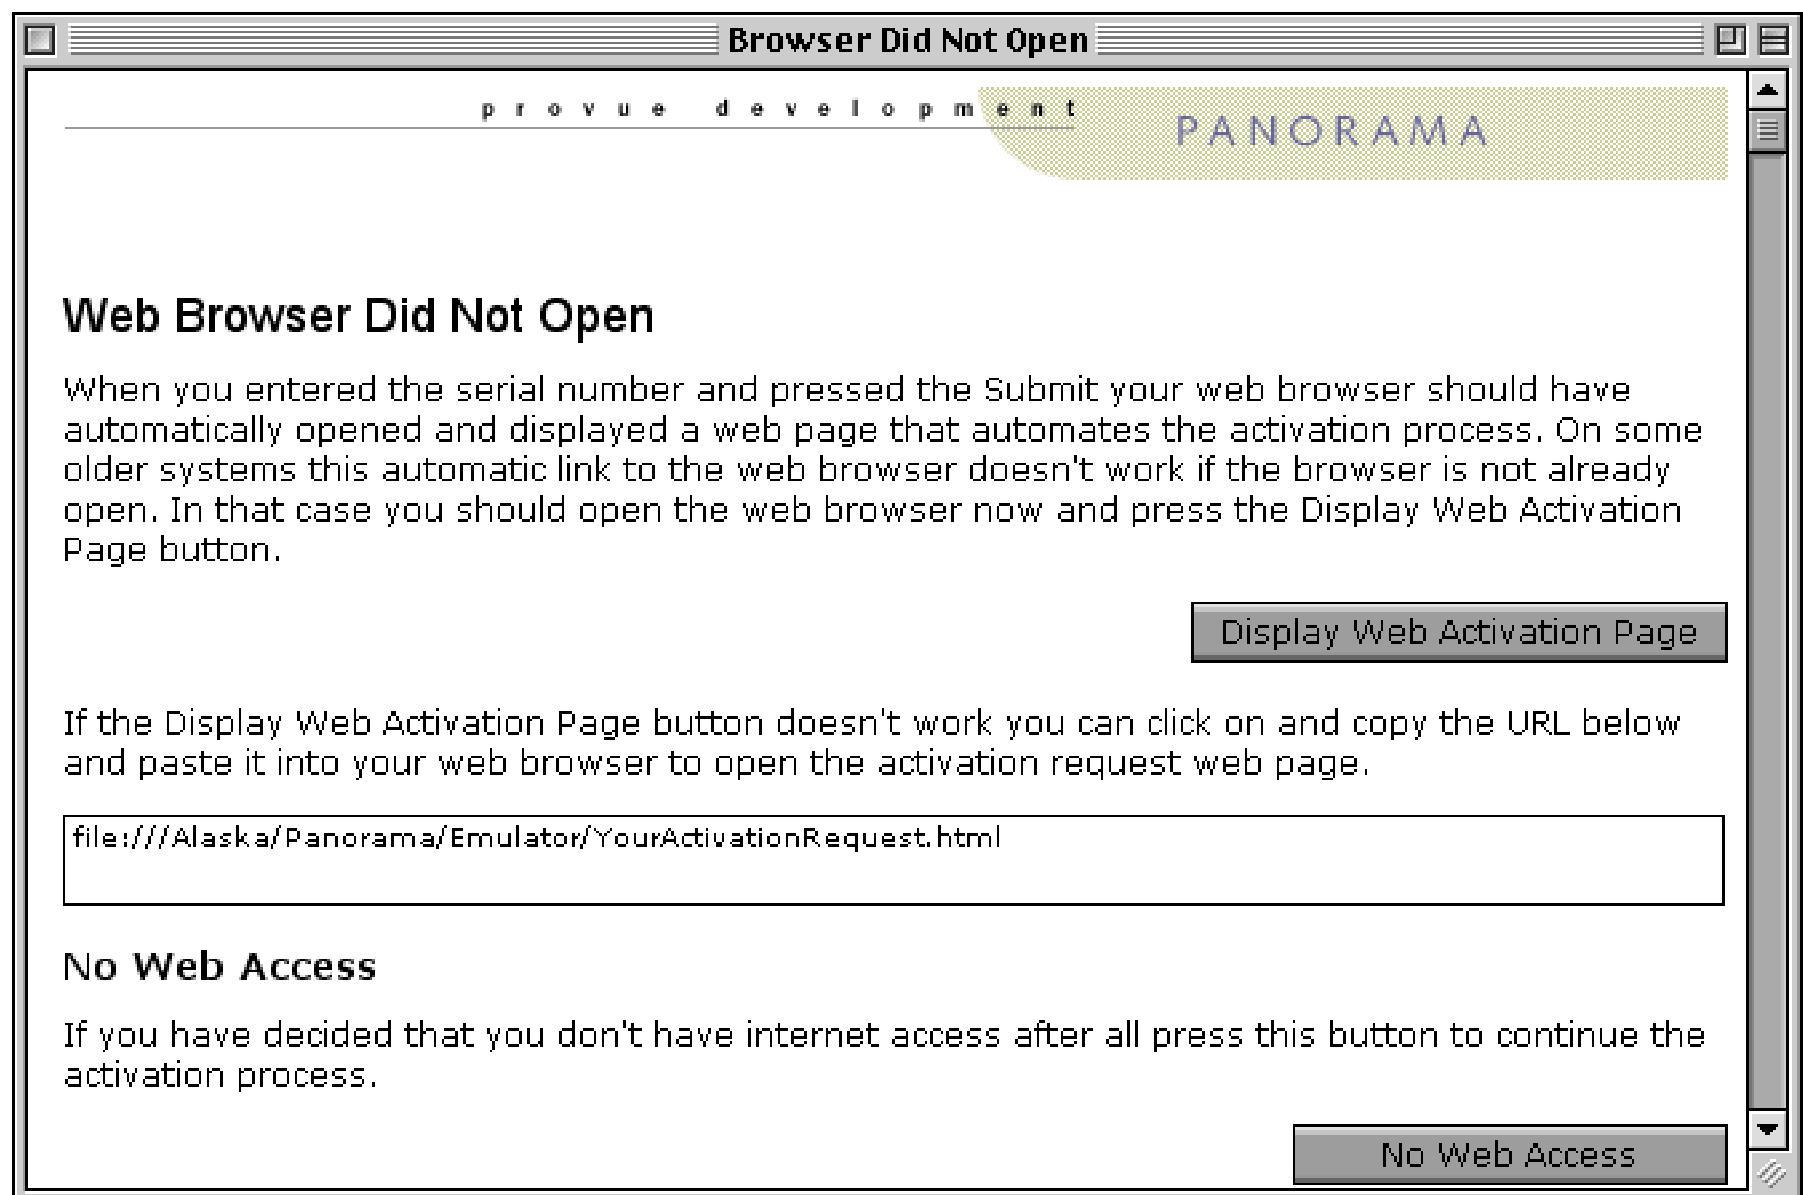 Browser Did Not Open
provue development
PANORAMA
Web Browser Did Not Open
When you entered the serial number and pressed the Submit your web browser should have
automatically opened and displayed a web page that automates the activation process. On some
older systems this automatic link to the web browser doesn't work if the browser is not already
open. In that case you should open the web browser now and press the Display Web Activation
Page button.
Display Web Activation Page
If the Display Web Activation Page button doesn't work you can click on and copy the URL below
and paste it into your web browser to open the activation request web page.
file:///Alaska/Panorama/Emulator/YourActivationRequest.html
No Web Access
If you have decided that you don't have internet access after all press this button to continue the
activation process.
No Web Access